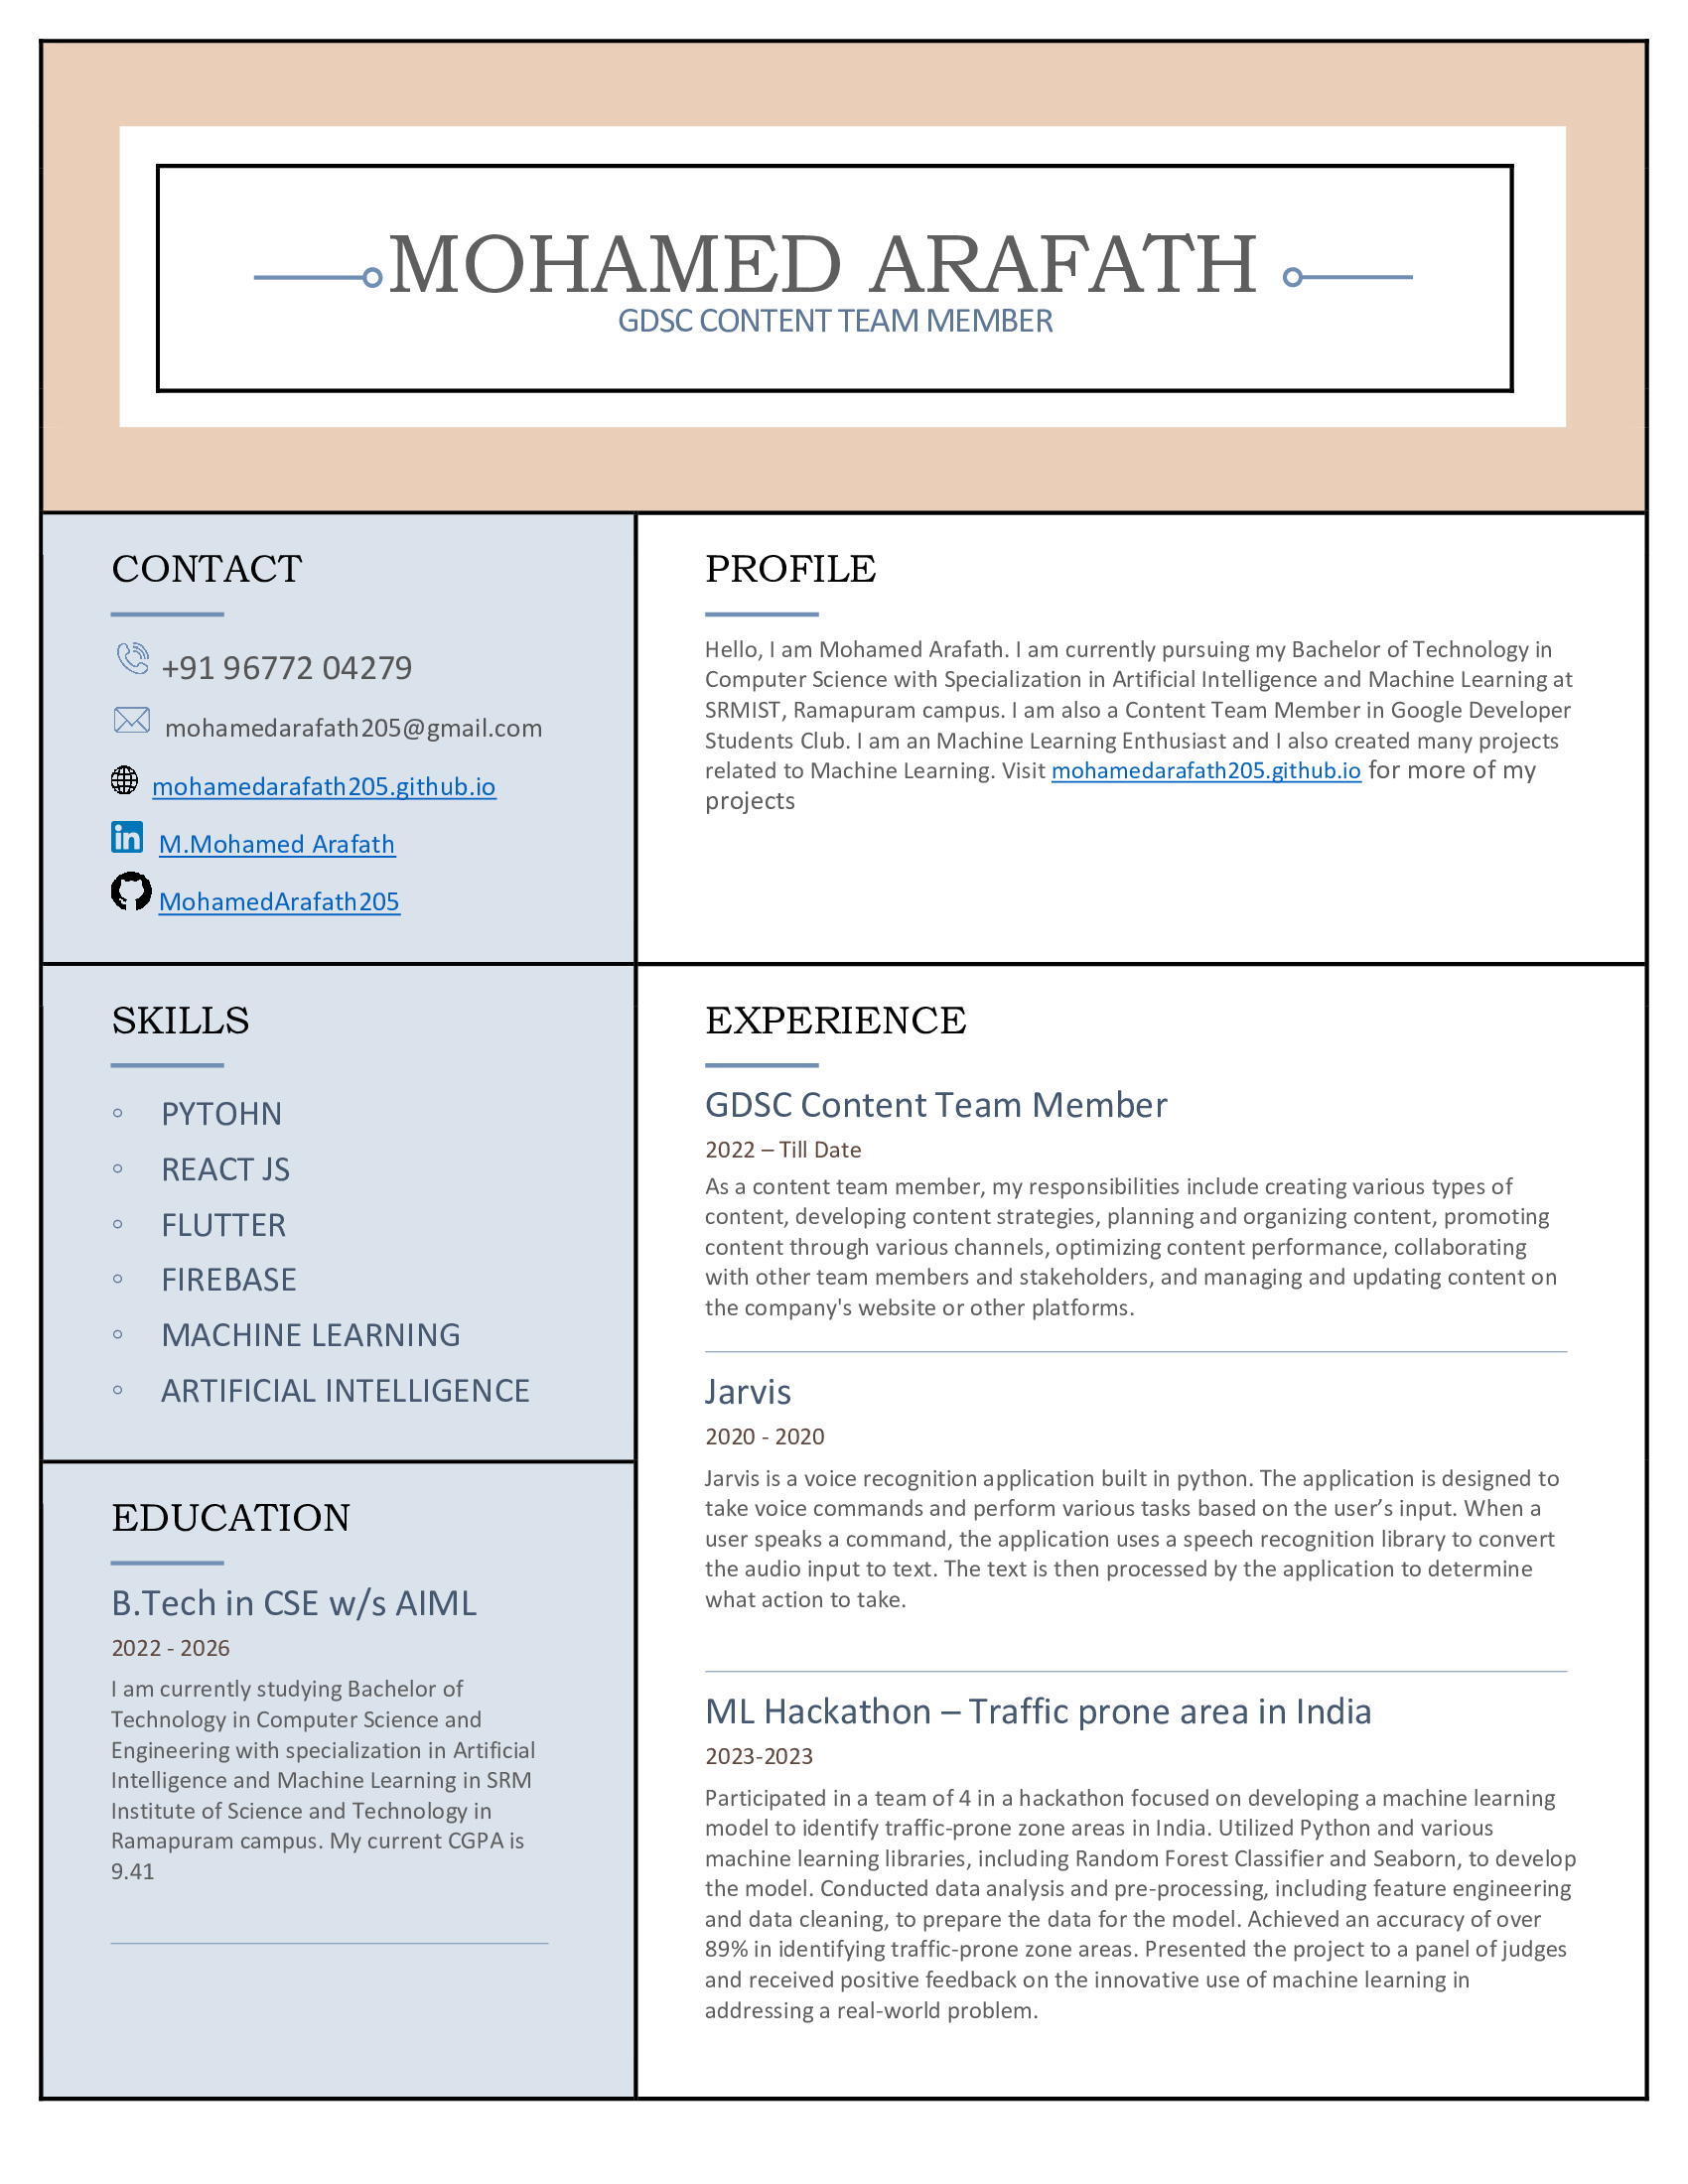 MOHAMED ARAFATH
GDSC CONTENT TEAM MEMBER
CONTACT
+91 96772 04279
mohamedarafath205@gmail.com
mohamedarafath205.github.io
M.Mohamed Arafath
MohamedArafath205
PROFILE
Hello, I am Mohamed Arafath. I am currently pursuing my Bachelor of Technology in
Computer Science with Specialization in Artificial Intelligence and Machine Learning at
SRMIST, Ramapuram campus. I am also a Content Team Member in Google Developer
Students Club. I am an Machine Learning Enthusiast and I also created many projects
related to Machine Learning. Visit mohamedarafath205.github.io for more of my
projects
SKILLS
◦ PYTOHN
◦ REACT JS
◦ FLUTTER
◦ FIREBASE
◦ MACHINE LEARNING
◦ ARTIFICIAL INTELLIGENCE
EDUCATION
B.Tech in CSE w/s AIML
2022 - 2026
I am currently studying Bachelor of
Technology in Computer Science and
Engineering with specialization in Artificial
Intelligence and Machine Learning in SRM
Institute of Science and Technology in
Ramapuram campus. My current CGPA is
9.41
EXPERIENCE
GDSC Content Team Member
2022 – Till Date
As a content team member, my responsibilities include creating various types of
content, developing content strategies, planning and organizing content, promoting
content through various channels, optimizing content performance, collaborating
with other team members and stakeholders, and managing and updating content on
the company's website or other platforms.
Jarvis
2020 - 2020
Jarvis is a voice recognition application built in python. The application is designed to
take voice commands and perform various tasks based on the user’s input. When a
user speaks a command, the application uses a speech recognition library to convert
the audio input to text. The text is then processed by the application to determine
what action to take.
ML Hackathon – Traffic prone area in India
2023-2023
Participated in a team of 4 in a hackathon focused on developing a machine learning
model to identify traffic-prone zone areas in India. Utilized Python and various
machine learning libraries, including Random Forest Classifier and Seaborn, to develop
the model. Conducted data analysis and pre-processing, including feature engineering
and data cleaning, to prepare the data for the model. Achieved an accuracy of over
89% in identifying traffic-prone zone areas. Presented the project to a panel of judges
and received positive feedback on the innovative use of machine learning in
addressing a real-world problem.